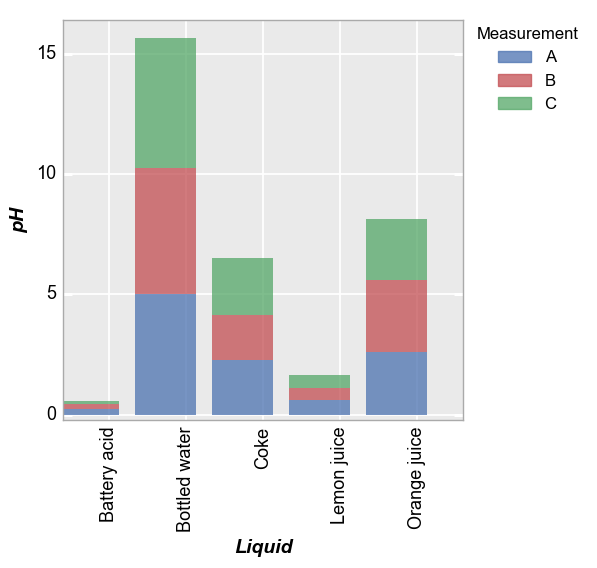 Measurement
A
B
C
15
10
5
0
pH
Battery acid
Bottled water
Coke
Lemon juice
Orange juice
Liquid